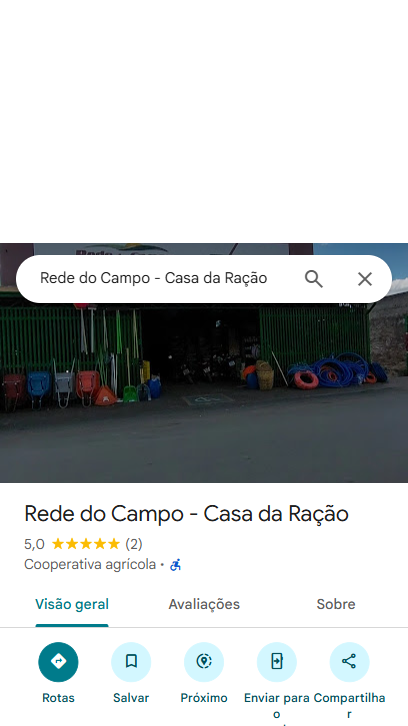 Rede do Campo - Casa da Ração
Rede do Campo - Casa da Ração
5,0 (2)
Cooperativa agrícola ·
Visão geral Avaliações Sobre
Rotas Salvar Próximo Enviar para o Compartilhar